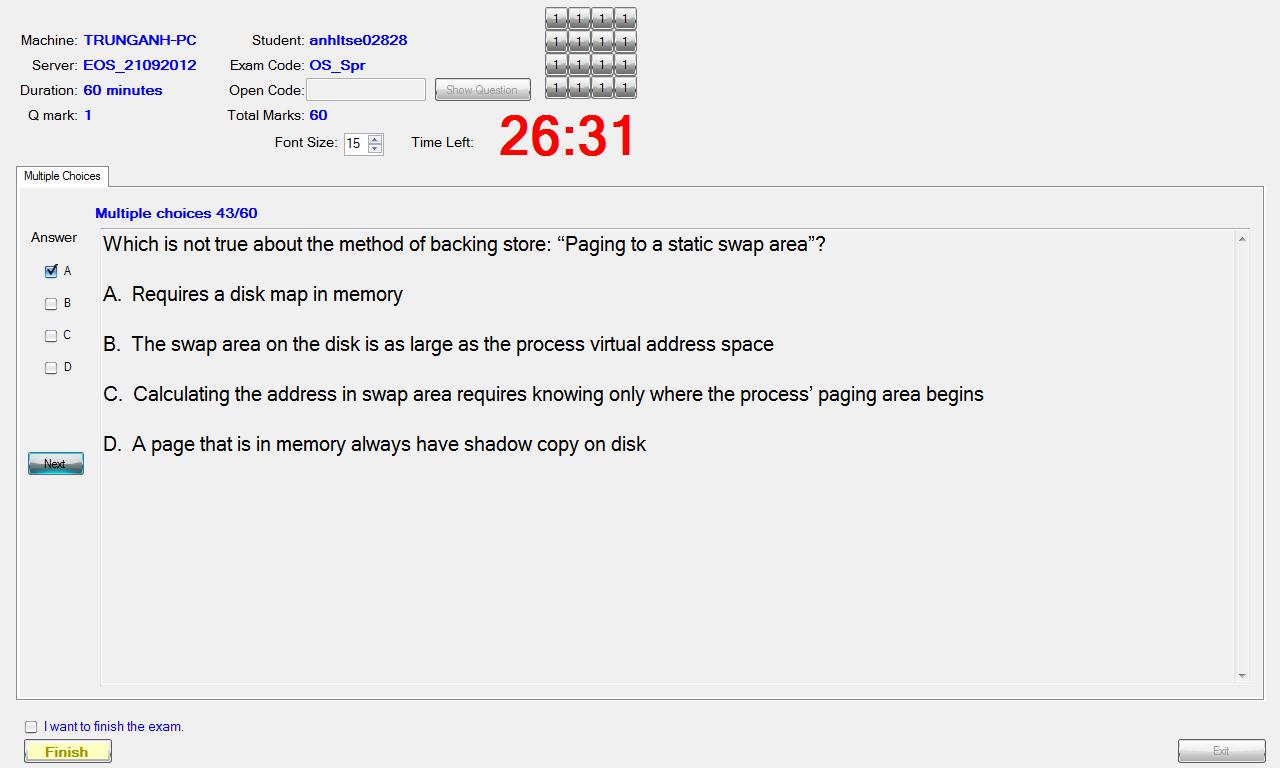 Machine: TRUNGANH-PC Student: anhltse02828
Server: EOS_21092012 Exam Code: OS_Spr
Duration: 60 minutes Open Code: Show Question
Q mark: 1 Total Marks: 60
1 1 1 1
1 1 1 1
1 1 1 1
1 1 1 1
Font Size: 15 Time Left: 26:31
Multiple Choices
Multiple choices 43/60
Answer
A
B
C
D
Next
Which is not true about the method of backing store: “Paging to a static swap area”?
A. Requires a disk map in memory
B. The swap area on the disk is as large as the process virtual address space
C. Calculating the address in swap area requires knowing only where the process’ paging area begins
D. A page that is in memory always have shadow copy on disk
I want to finish the exam.
Finish
Exit